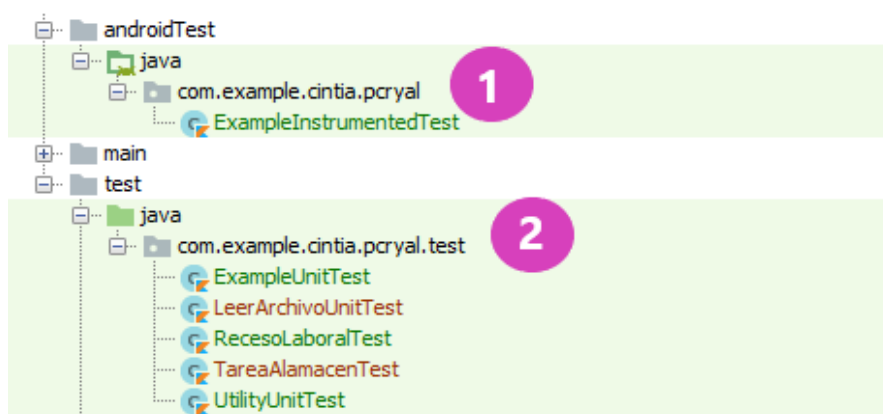 androidTest
java
com.example.cintia.pcryal
1
ExampleInstrumentedTest
main
test
java
2
com.example.cintia.pcryal.test
ExampleUnitTest
LeerArchivoUnitTest
RecesoLaboralTest
TareaAlamacenTest
UtilityUnitTest